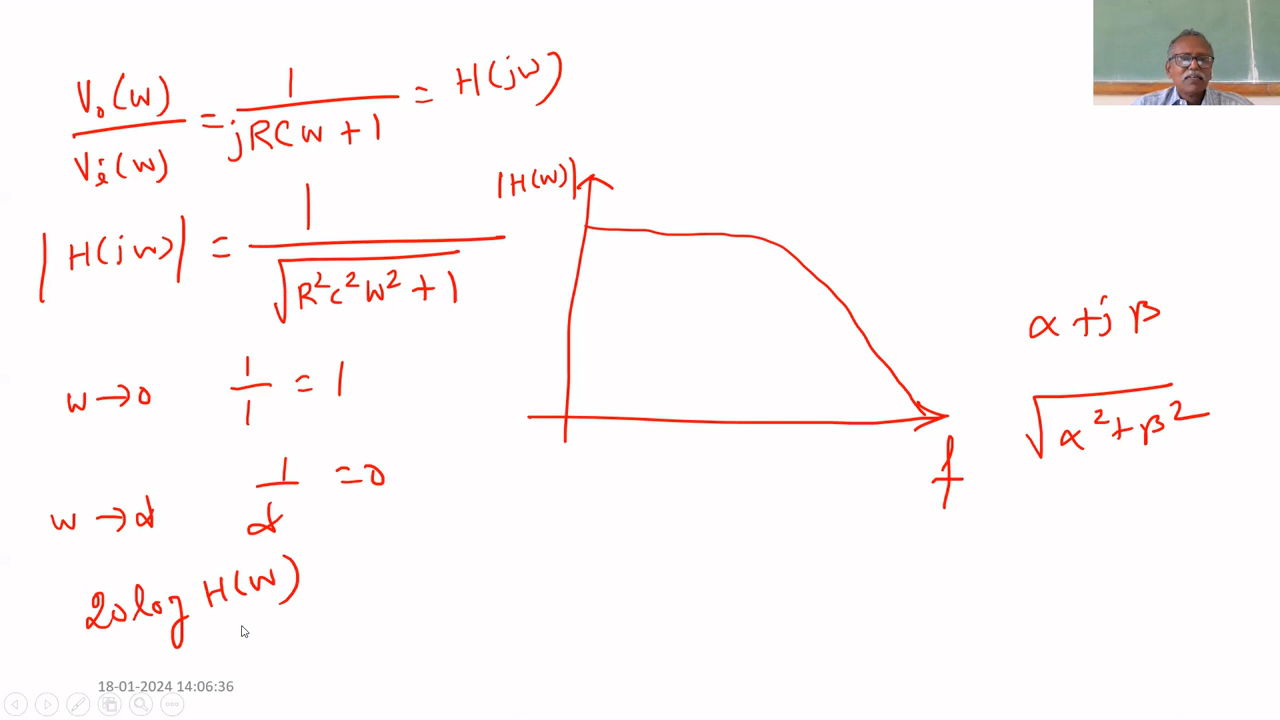 V₀(w) / Vᵢ(w) = 1 / jRCw + 1 = H(jw)
|H(jw)| = 1 / √R²c²w² + 1
|H(w)|
f
α + jβ
√α² + β²
w → 0 1/1 = 1
w → α 1/α = 0
20 log H(w)
18-01-2024 14:06:36